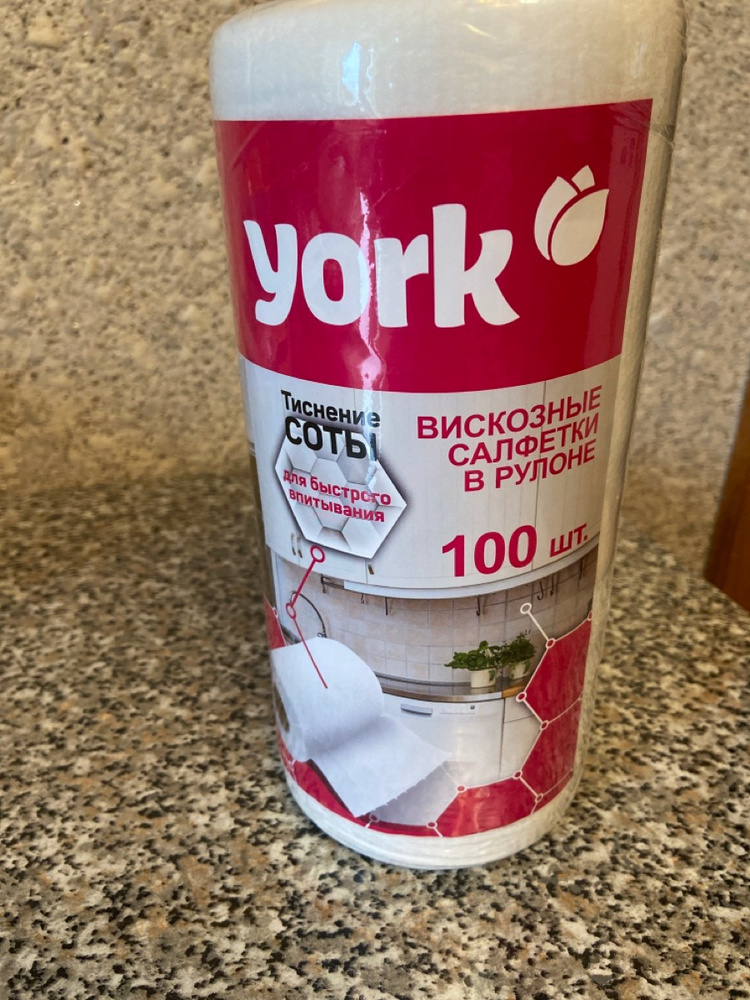 york
Тиснение
СОТЫ
для быстрого
впитывания
ВИСКОЗНЫЕ
САЛФЕТКИ
В РУЛОНЕ
100 шт.